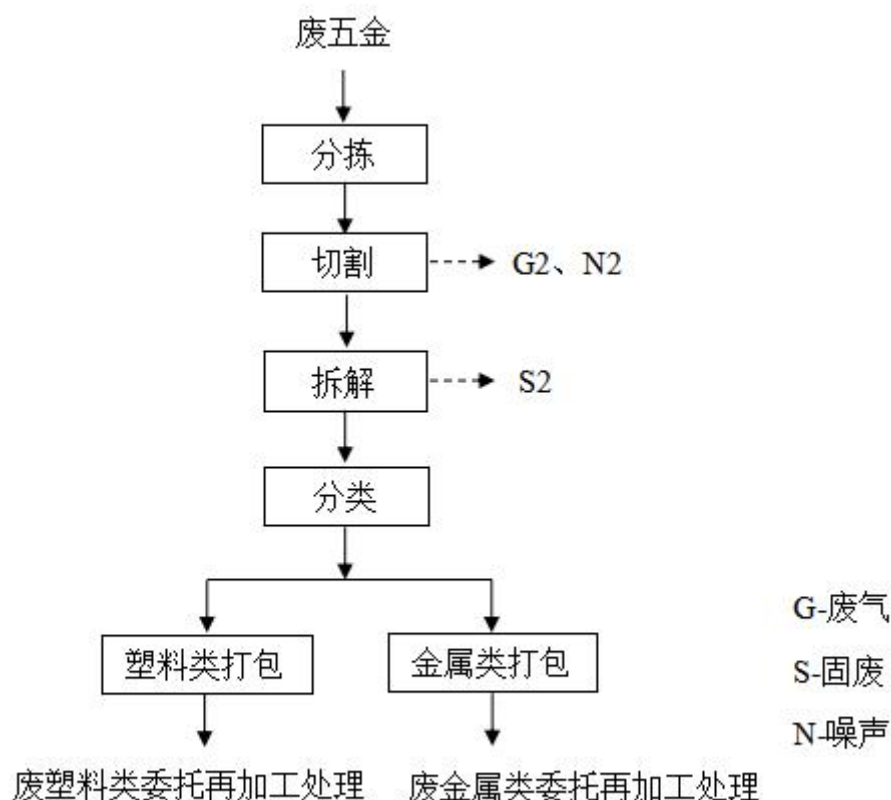 废五金
分拣
切割
G2、N2
拆解
S2
分类
塑料类打包
金属类打包
废塑料类委托再加工处理
废金属类委托再加工处理
G-废气
S-固废
N-噪声